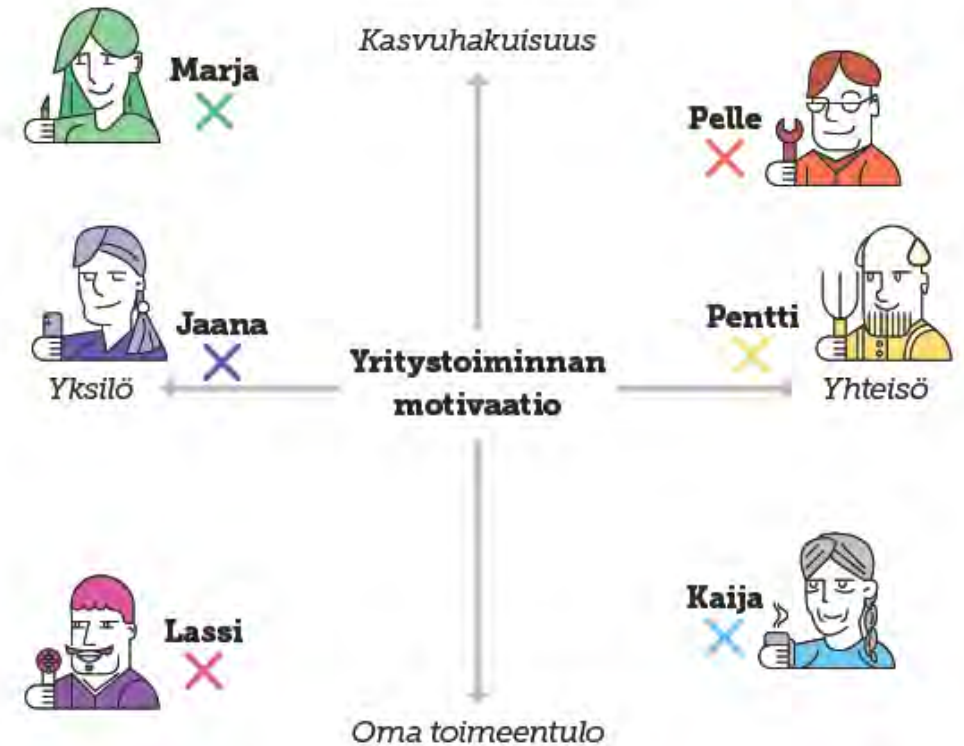 Kasvuhakuisuus
Marja
Pelle
Jaana
Pentti
Yritystoiminnan
motivaatio
Yksilö
Yhteisö
Kaija
Lassi
Oma toimeentulo